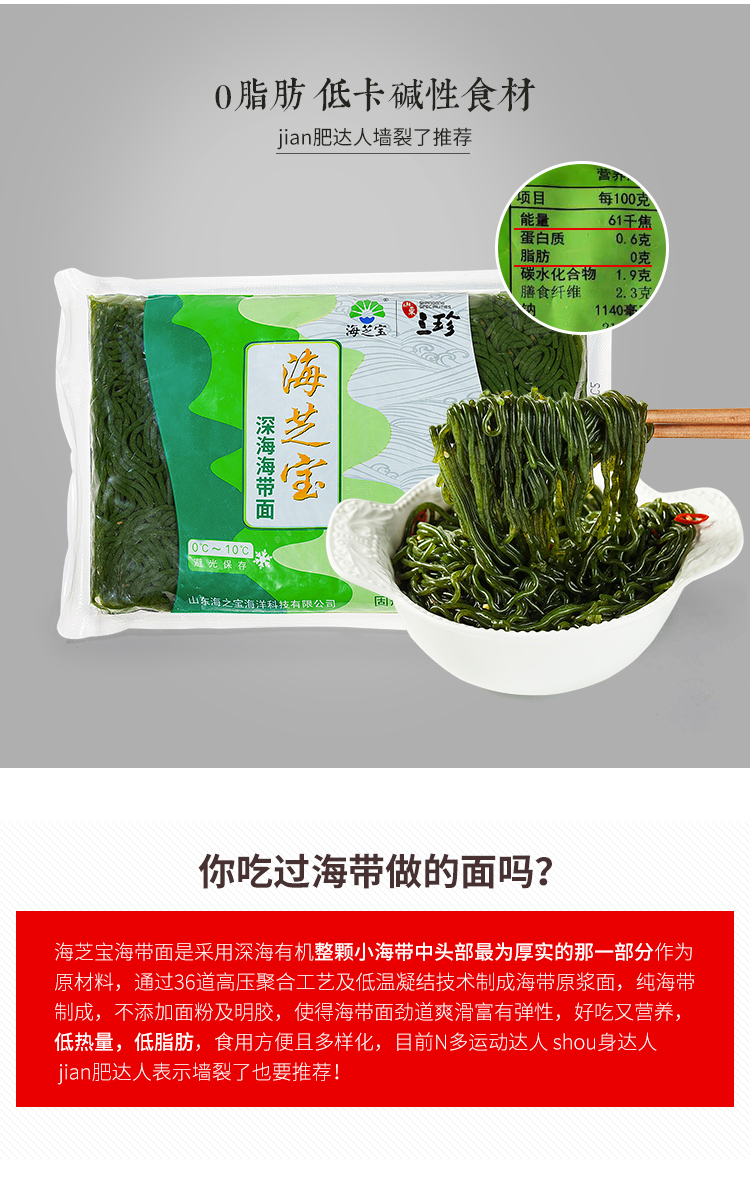 0脂肪 低卡碱性食材
jian肥达人墙裂了推荐
项目 每100克
能量 61千焦
蛋白质 0.6克
脂肪 0克
碳水化合物 1.9克
膳食纤维 2.3克
钠 1140毫
海芝宝
SHANDONG
SPECIALITIES
山東
三珍
海芝宝
深海海带面
0℃～10℃
避光保存
山东海之宝海洋科技有限公司
你吃过海带做的面吗？
海芝宝海带面是采用深海有机整颗小海带中头部最为厚实的那一部分作为
原材料，通过36道高压聚合工艺及低温凝结技术制成海带原浆面，纯海带
制成，不添加面粉及明胶，使得海带面劲道爽滑富有弹性，好吃又营养，
低热量，低脂肪，食用方便且多样化，目前N多运动达人 shou身达人
jian肥达人表示墙裂了也要推荐！